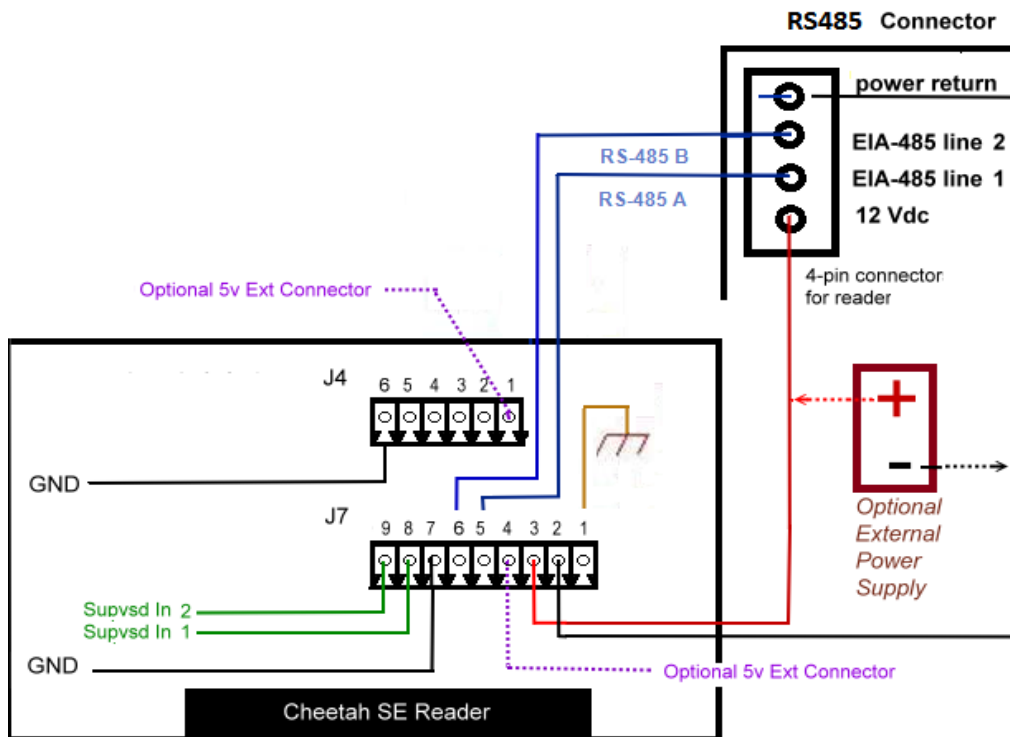 RS485 Connector
power return
EIA-485 line 2
RS-485 B
EIA-485 line 1
RS-485 A
12 Vdc
4-pin connector
for reader
Optional 5v Ext Connector
J4
6 5 4 3 2 1
+
-
GND
Optional
External
Power
Supply
J7
9 8 7 6 5 4 3 2 1
Supvsd In 2
Supvsd In 1
GND
Optional 5v Ext Connector
Cheetah SE Reader